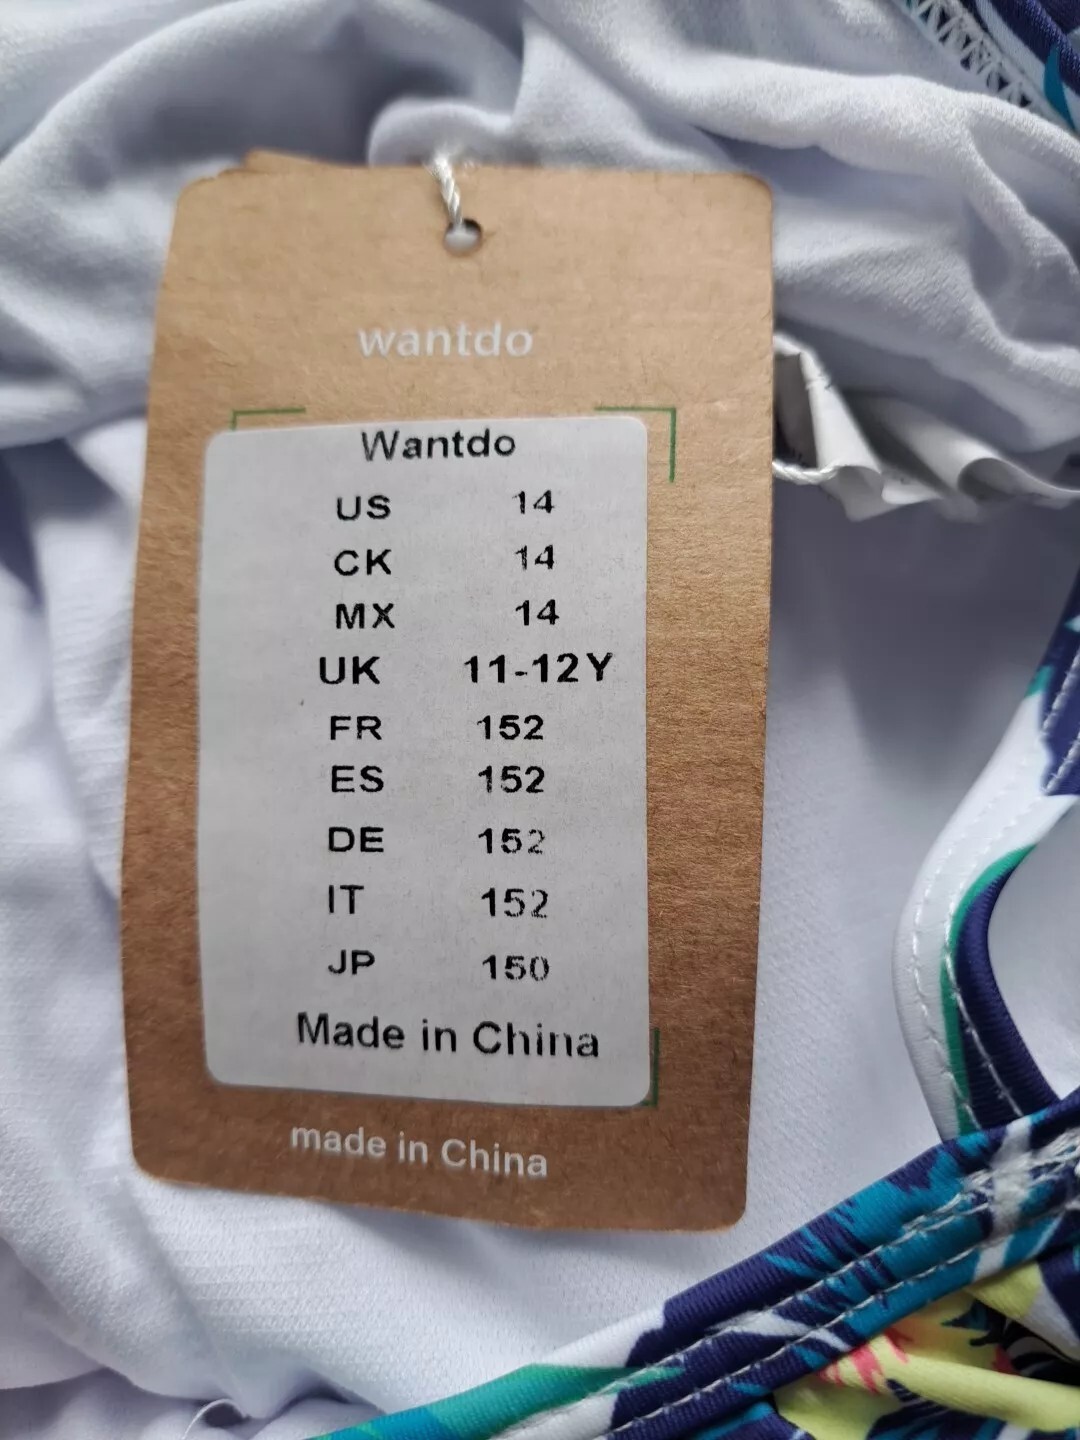 wantdo
Wantdo
US 14
CK 14
MX 14
UK 11-12Y
FR 152
ES 152
DE 152
IT 152
JP 150
Made in China
made in China